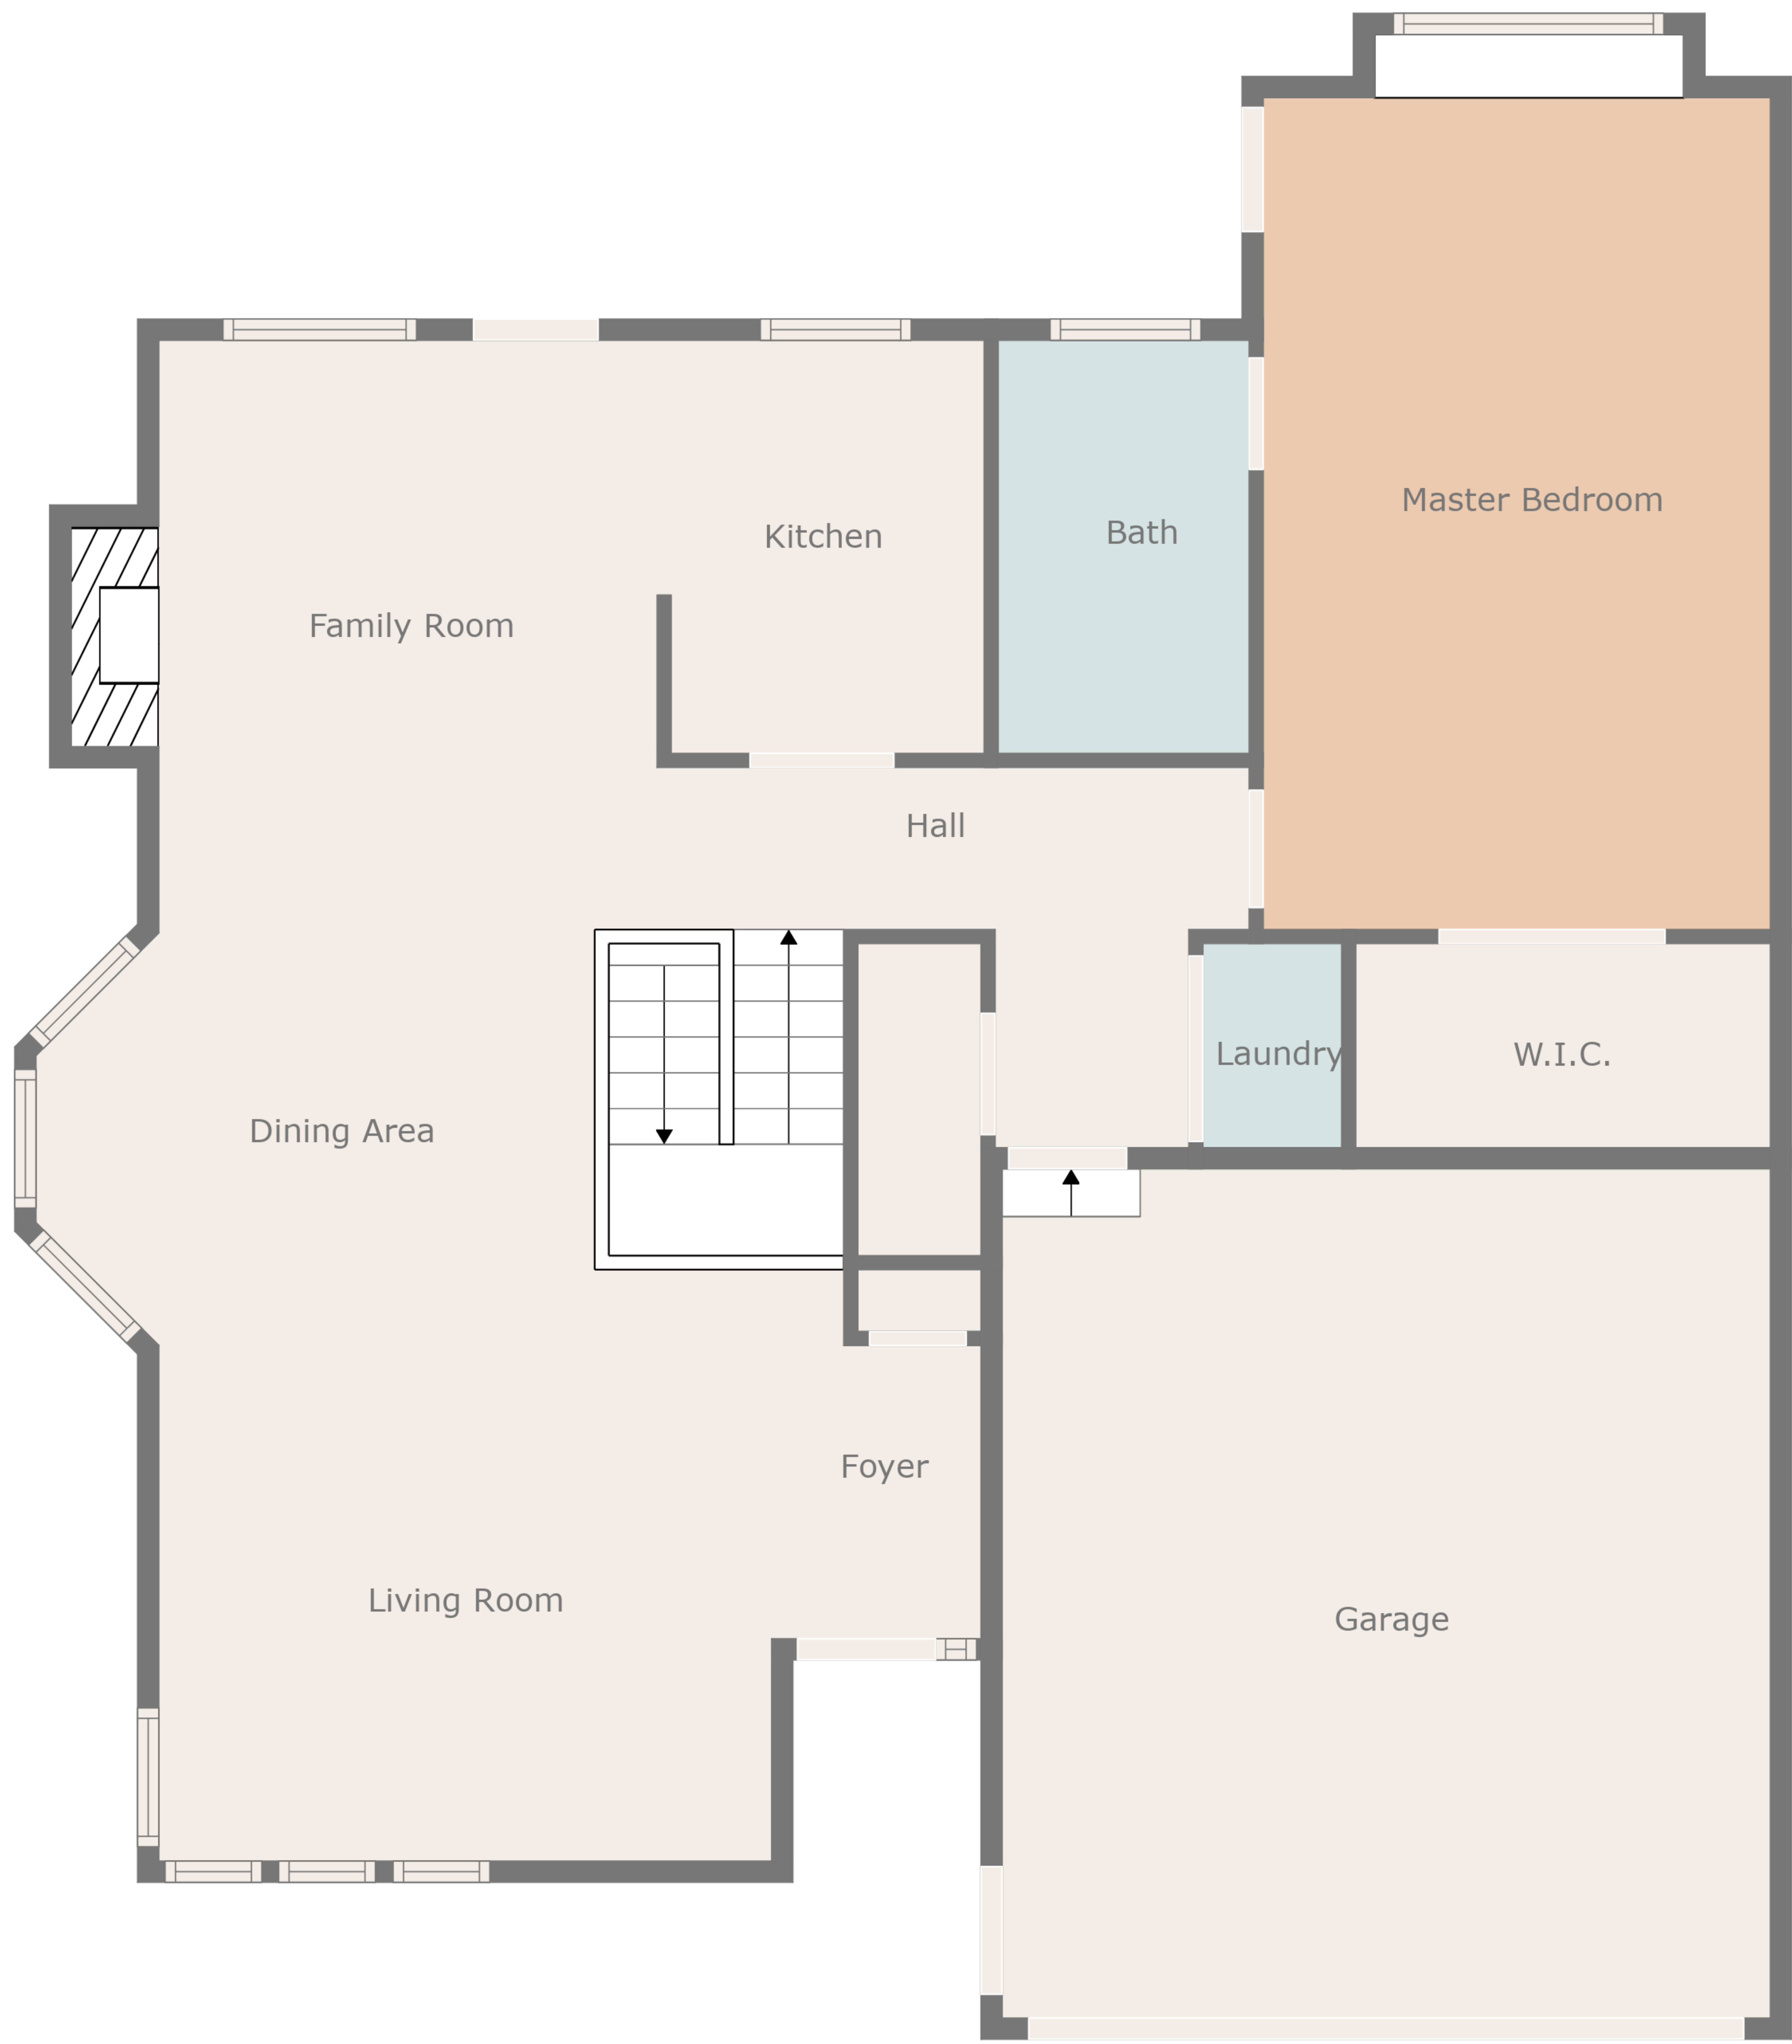 Master Bedroom
Bath
Kitchen
Family Room
Hall
Laundry
W.I.C.
Dining Area
Foyer
Living Room
Garage